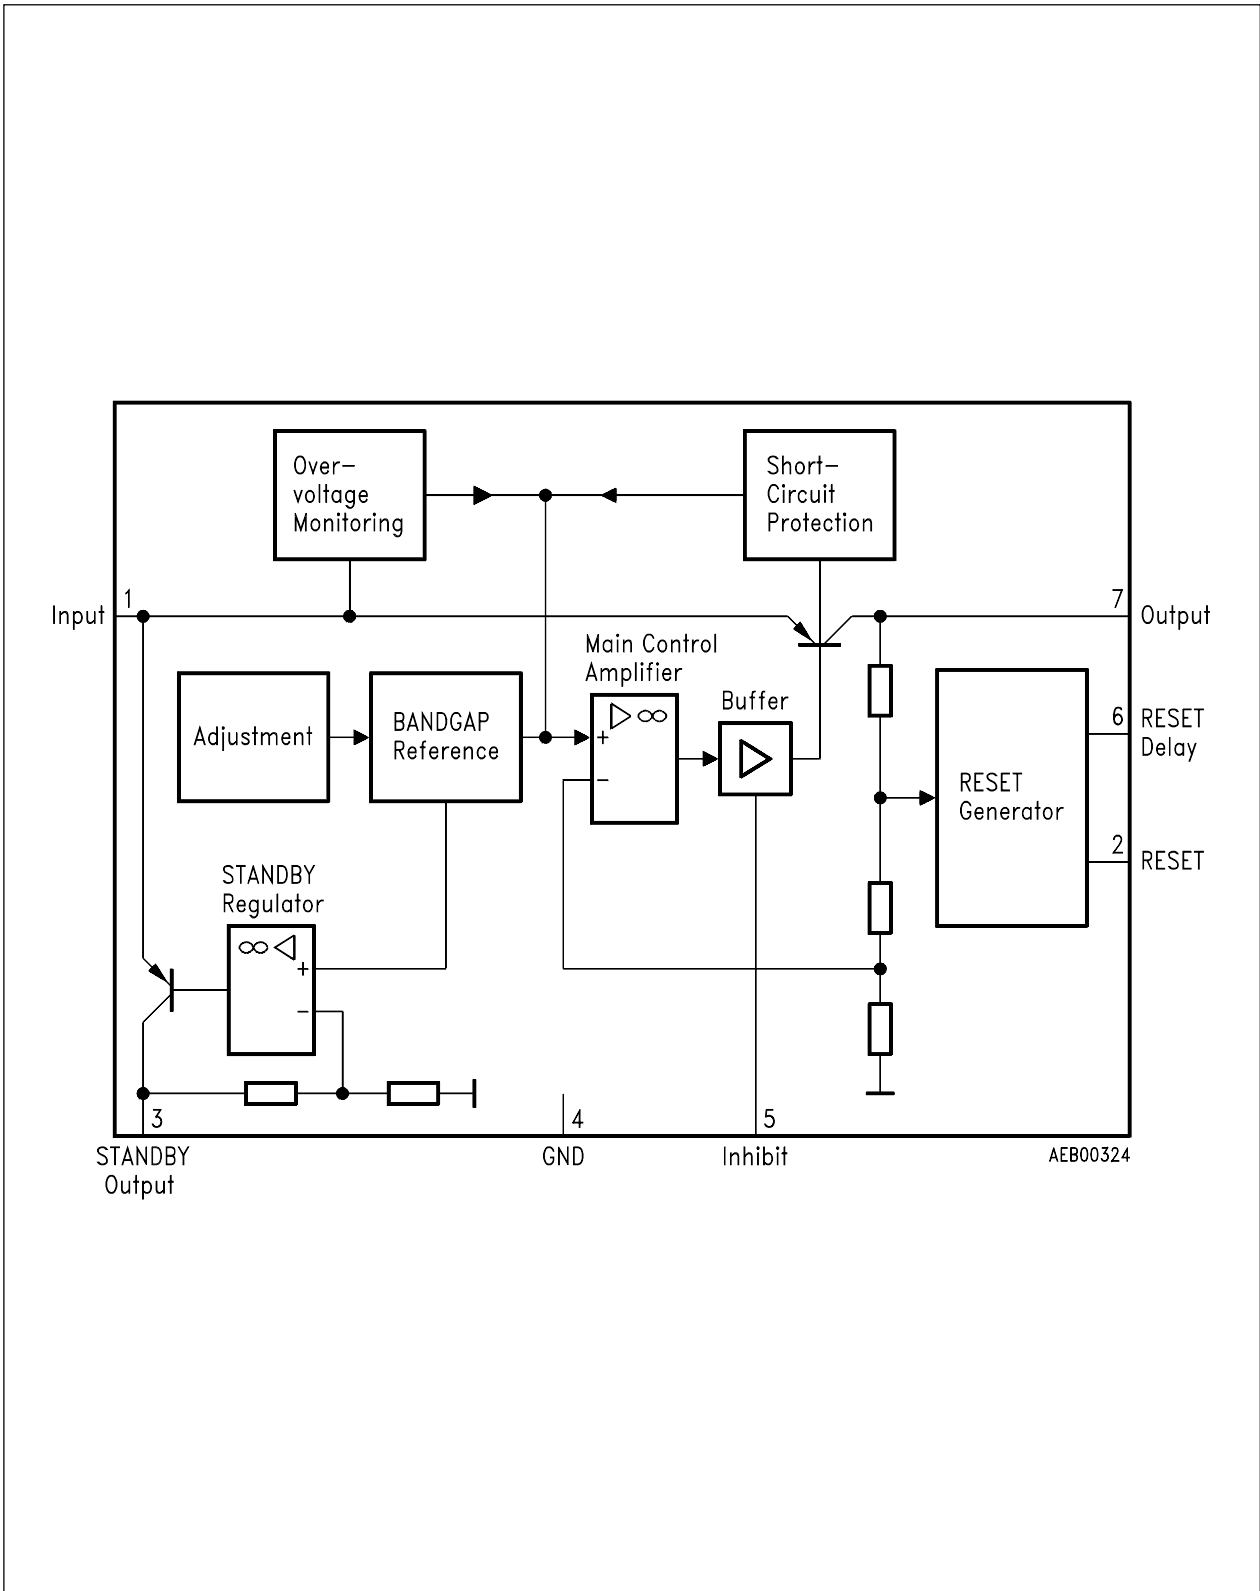 Over-
voltage
Monitoring
Short-
Circuit
Protection
1
Input
7
Output
Main Control
Amplifier
Adjustment
BANDGAP
Reference
∞
+
−
Buffer
6
RESET
Delay
RESET
Generator
2
RESET
STANDBY
Regulator
∞
+
−
3
STANDBY
Output
4
GND
5
Inhibit
AEB00324